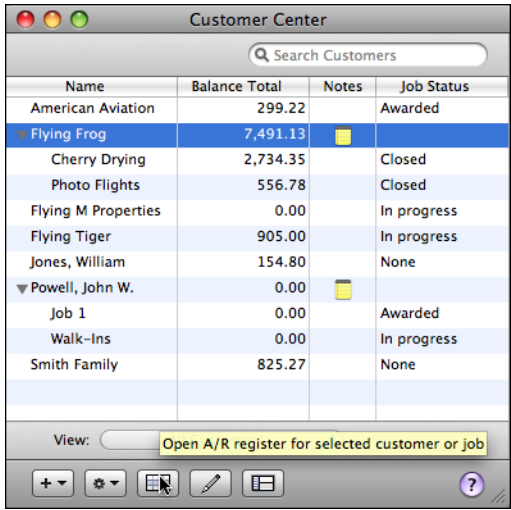 Customer Center
Search Customers
Name Balance Total Notes Job Status
American Aviation 299.22 Awarded
Flying Frog 7,491.13
Cherry Drying 2,734.35 Closed
Photo Flights 556.78 Closed
Flying M Properties 0.00 In progress
Flying Tiger 905.00 In progress
Jones, William 154.80 None
Powell, John W. 0.00
Job 1 0.00 Awarded
Walk-Ins 0.00 In progress
Smith Family 825.27 None
View:
Open A/R register for selected customer or job
?